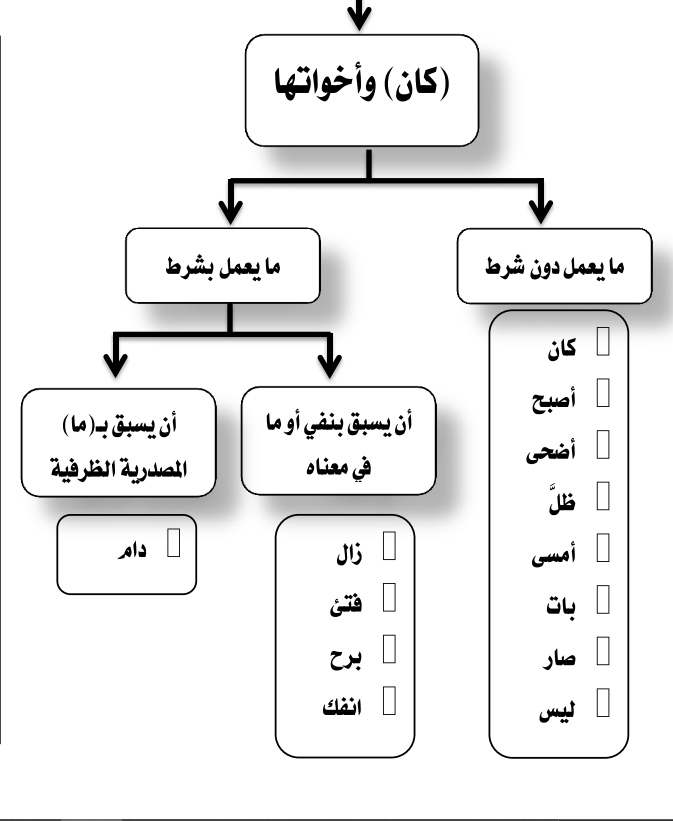 (كان) وأخواتها
ما يعمل دون شرط
كان
أصبح
أضحى
ظلَّ
أمسى
بات
صار
ليس
ما يعمل بشرط
أن يسبق بنفي أو ما
في معناه
زال
فتئ
برح
انفك
أن يسبق بـ(ما)
المصدرية الظرفية
دام